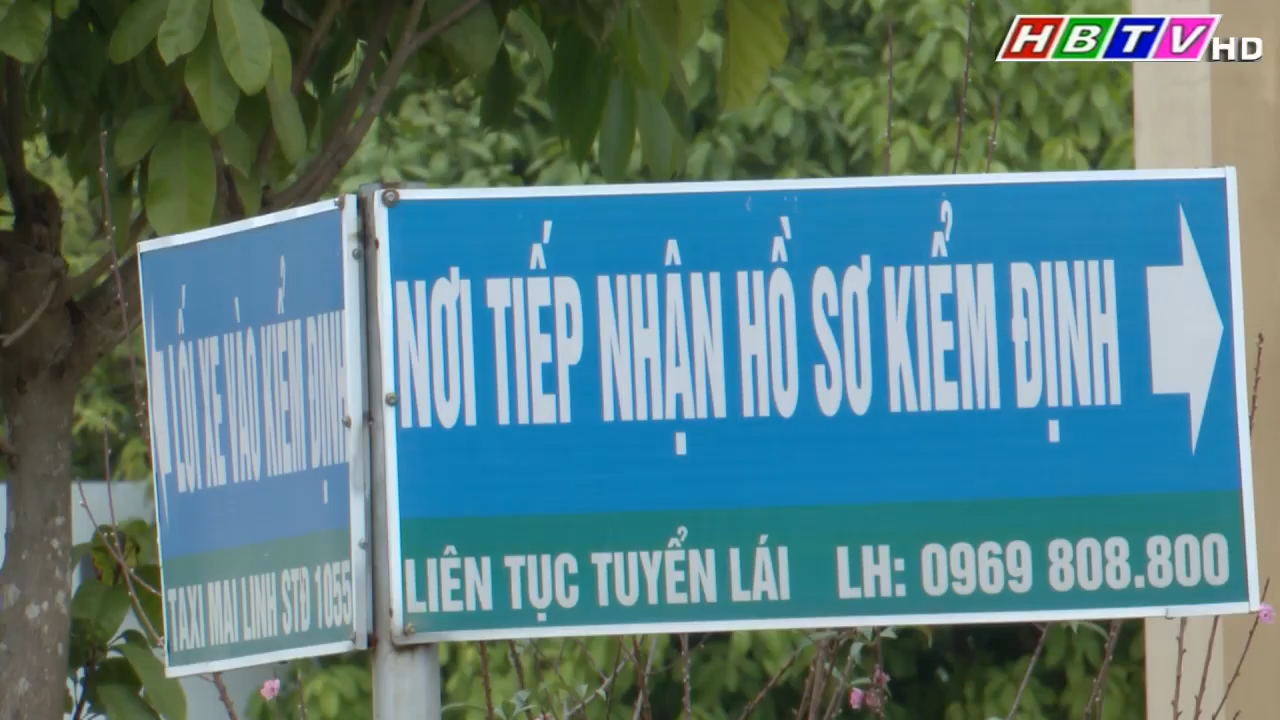 HBTV HD
LỐI XE VÀO KIỂM ĐỊNH
TAXI MAI LINH STĐ 1055
NƠI TIẾP NHẬN HỒ SƠ KIỂM ĐỊNH
LIÊN TỤC TUYỂN LÁI LH: 0969 808.800